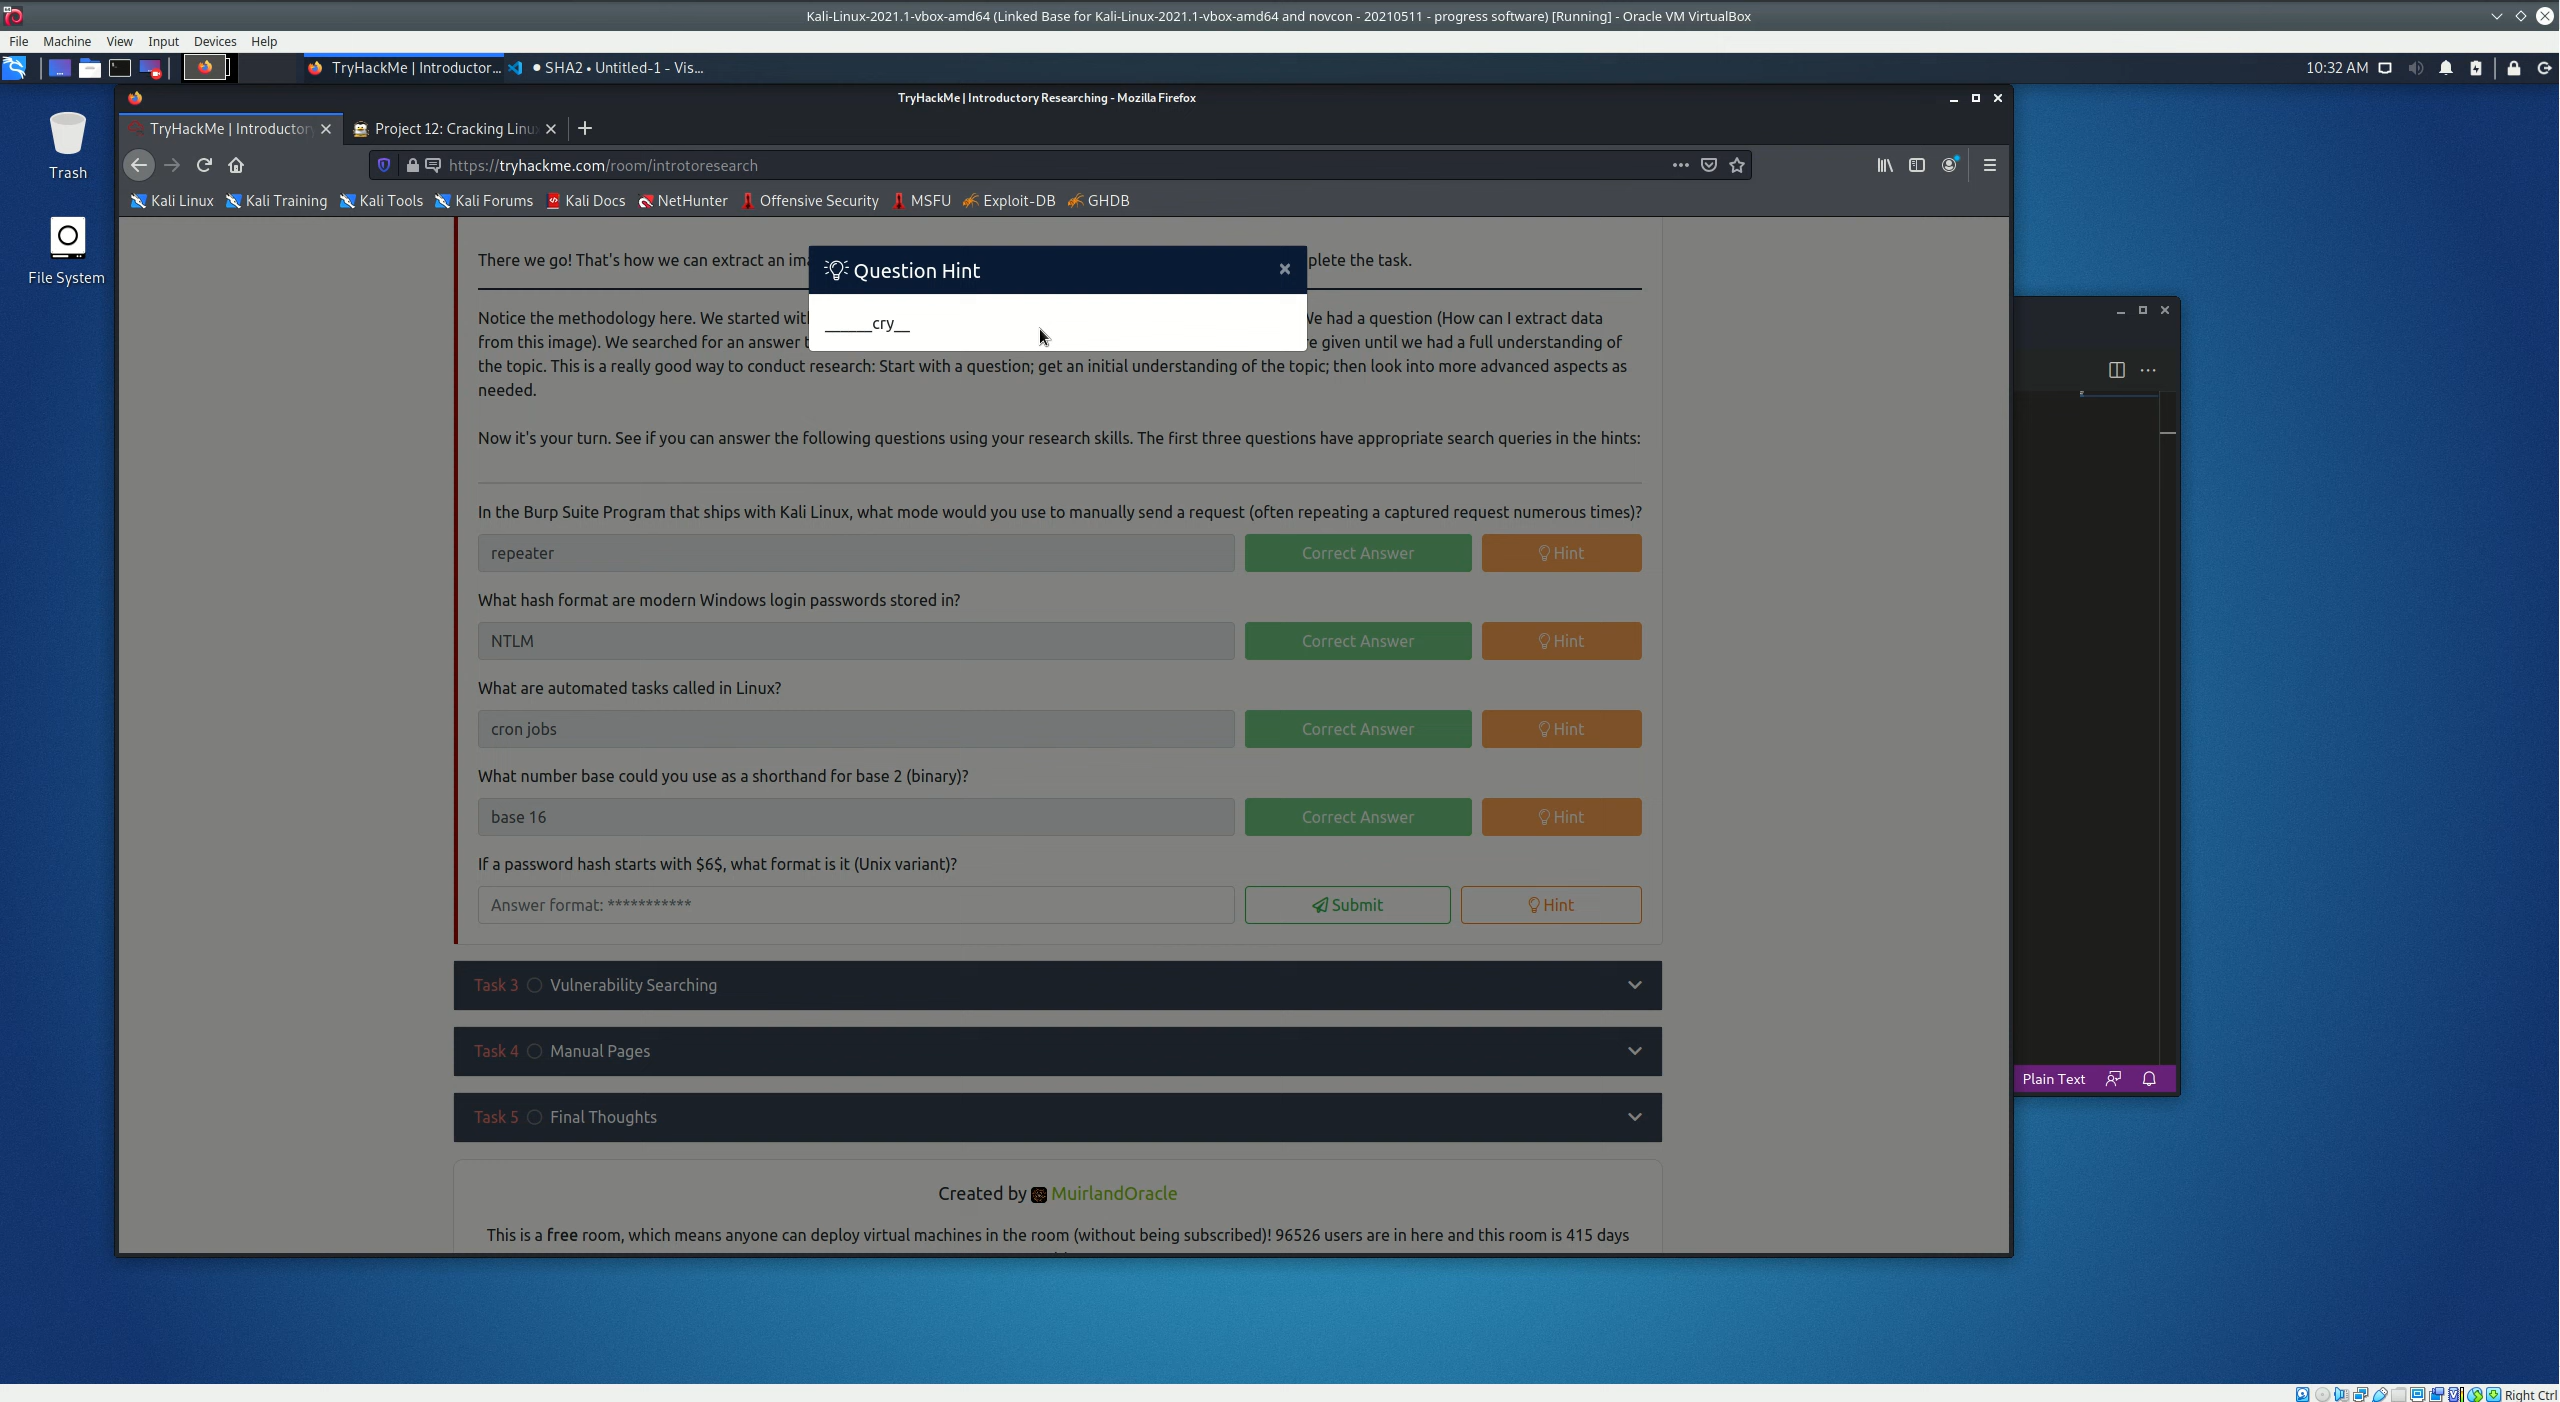 Kali-Linux-2021.1-vbox-amd64 (Linked Base for Kali-Linux-2021.1-vbox-amd64 and novcon - 20210511 - progress software) [Running] - Oracle VM VirtualBox
File Machine View Input Devices Help
TryHackMe | Introductor... ● SHA2 • Untitled-1 - Vis... 10:32 AM
TryHackMe | Introductory Researching - Mozilla Firefox
TryHackMe | Introductory Project 12: Cracking Linu
https://tryhackme.com/room/introtoresearch
Kali Linux Kali Training Kali Tools Kali Forums Kali Docs NetHunter Offensive Security MSFU Exploit-DB GHDB
Trash
File System
Question Hint ×
______cry__
There we go! That's how we can extract an ima plete the task.
Notice the methodology here. We started with We had a question (How can I extract data
from this image). We searched for an answer t e given until we had a full understanding of
the topic. This is a really good way to conduct research: Start with a question; get an initial understanding of the topic; then look into more advanced aspects as
needed.
Now it's your turn. See if you can answer the following questions using your research skills. The first three questions have appropriate search queries in the hints:
In the Burp Suite Program that ships with Kali Linux, what mode would you use to manually send a request (often repeating a captured request numerous times)?
repeater Correct Answer Hint
What hash format are modern Windows login passwords stored in?
NTLM Correct Answer Hint
What are automated tasks called in Linux?
cron jobs Correct Answer Hint
What number base could you use as a shorthand for base 2 (binary)?
base 16 Correct Answer Hint
If a password hash starts with $6$, what format is it (Unix variant)?
Answer format: *********** Submit Hint
Task 3 Vulnerability Searching
Task 4 Manual Pages
Task 5 Final Thoughts
Plain Text
Created by MuirlandOracle
This is a free room, which means anyone can deploy virtual machines in the room (without being subscribed)! 96526 users are in here and this room is 415 days
Right Ctrl